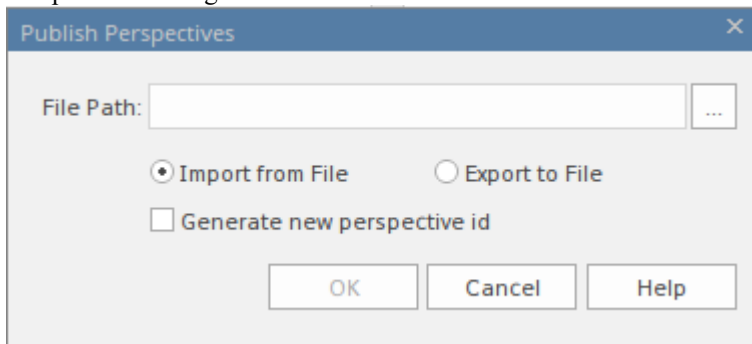 Publish Perspectives
File Path:
...
Import from File
Export to File
Generate new perspective id
OK
Cancel
Help